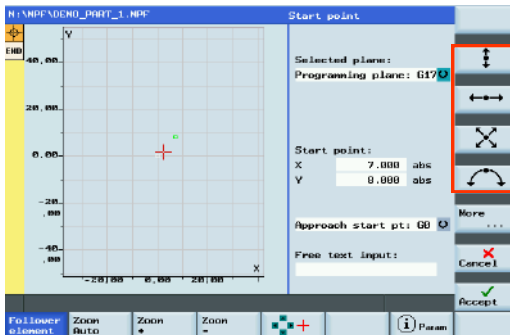 N:\MPF\DEMO_PART_1.MPF
Start point
Y
END
40,00
20,00
0,00
-20
,00
-40
,00
-20,00
0,00
20,00
X
Selected plane:
Programming plane: G17
Start point:
X 7.000 abs
Y 8.000 abs
Approach start pt: G0
Free text input:
More
...
Cancel
Accept
Follower
element
Zoom
Auto
Zoom
+
Zoom
-
i Param